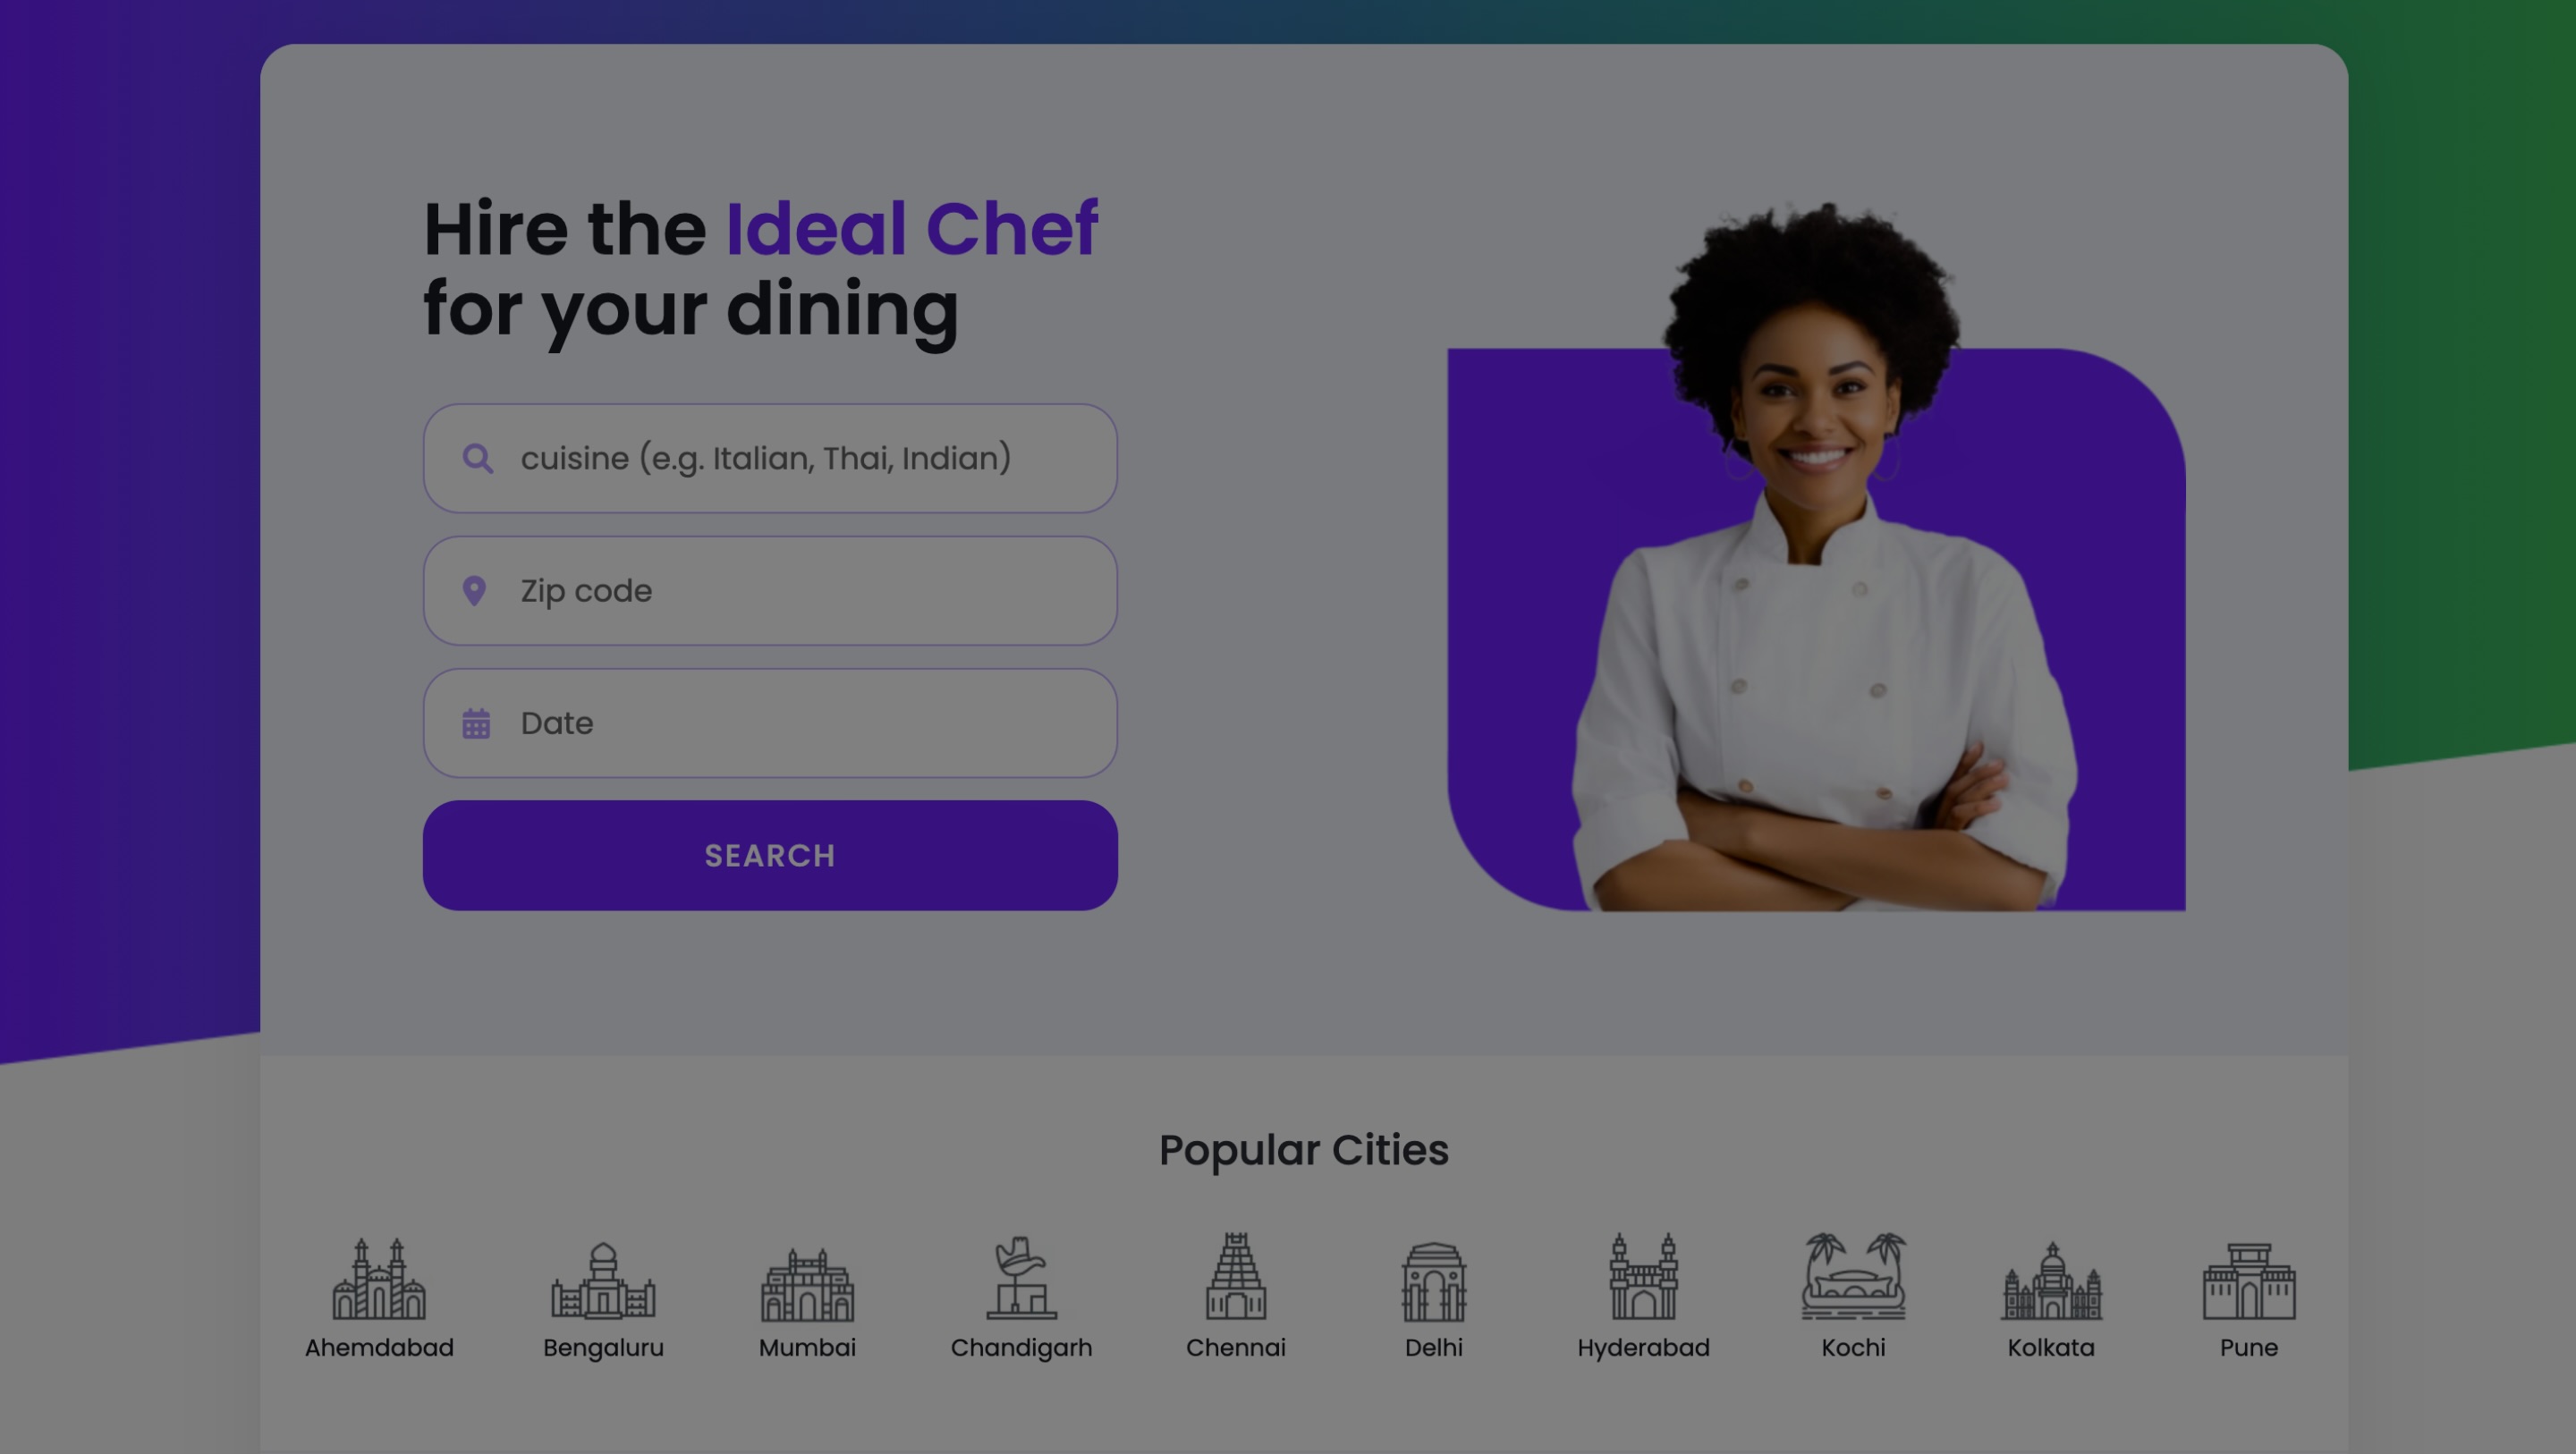 Hire the Ideal Chef
for your dining
cuisine (e.g. Italian, Thai, Indian)
Zip code
Date
SEARCH
Popular Cities
Ahemdabad
Bengaluru
Mumbai
Chandigarh
Chennai
Delhi
Hyderabad
Kochi
Kolkata
Pune